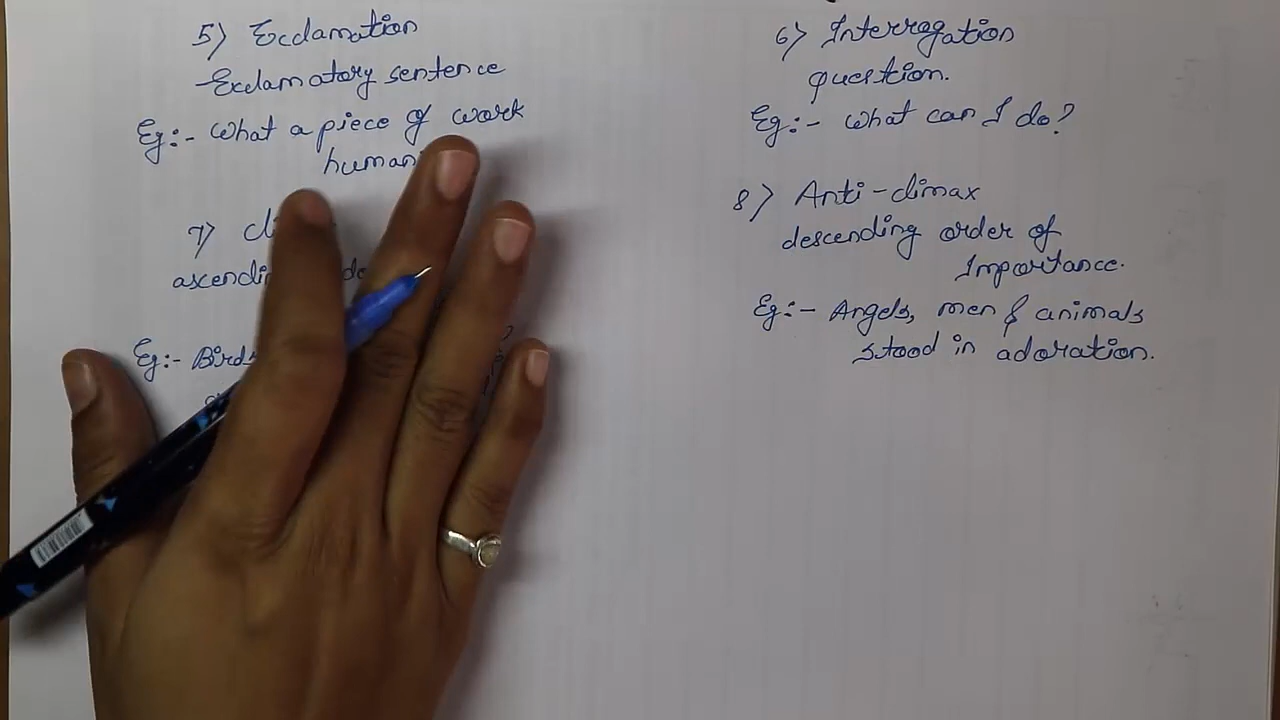 5) Exclamation
Exclamatory sentence
Eg:- What a piece of work
human
7)
Eg:- Birds
6) Interrogation
question.
Eg:- What can I do?
8) Anti-climax
descending order of
Importance.
Eg:- Angels, men & animals
stood in adoration.